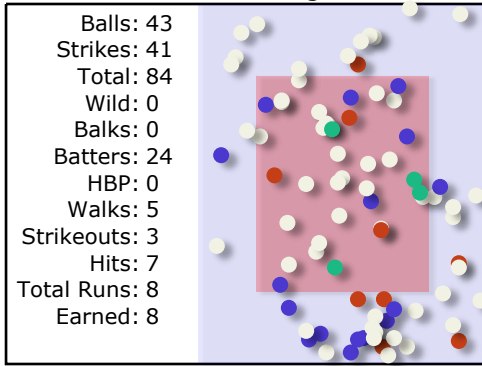 Balls: 43
Strikes: 41
Total: 84
Wild: 0
Balks: 0
Batters: 24
HBP: 0
Walks: 5
Strikeouts: 3
Hits: 7
Total Runs: 8
Earned: 8